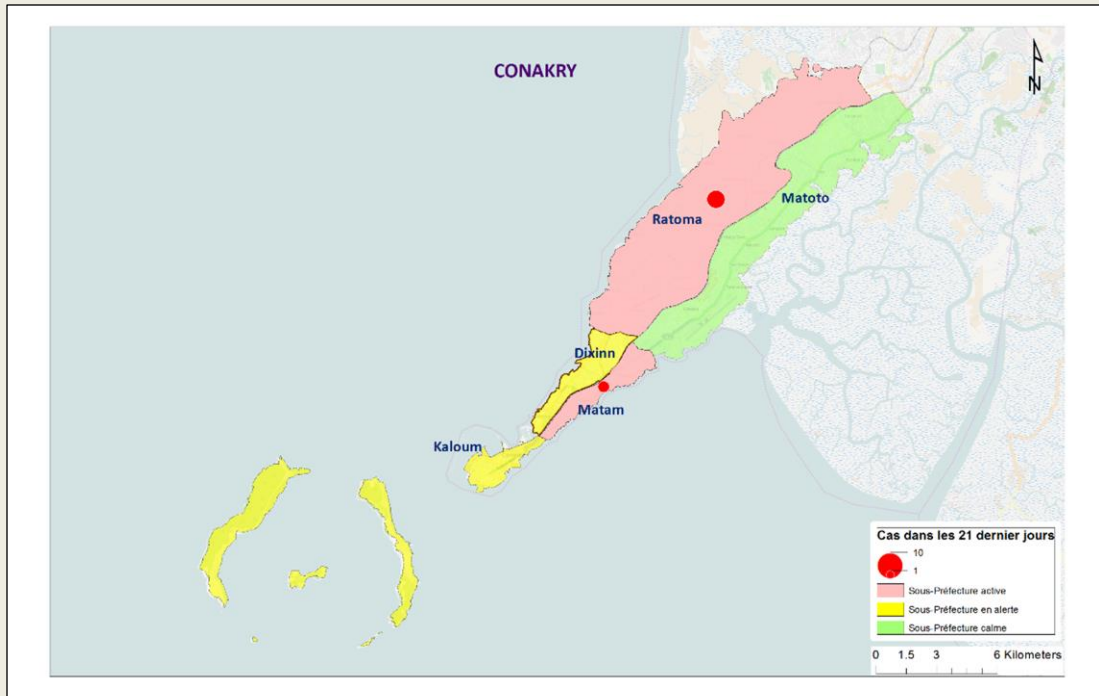 CONAKRY
N
Ratoma
Matoto
Dixinn
Matam
Kaloum
Cas dans les 21 dernier jours
10
1
Sous-Préfecture active
Sous-Préfecture en alerte
Sous-Préfecture calme
0 1.5 3 6 Kilometers